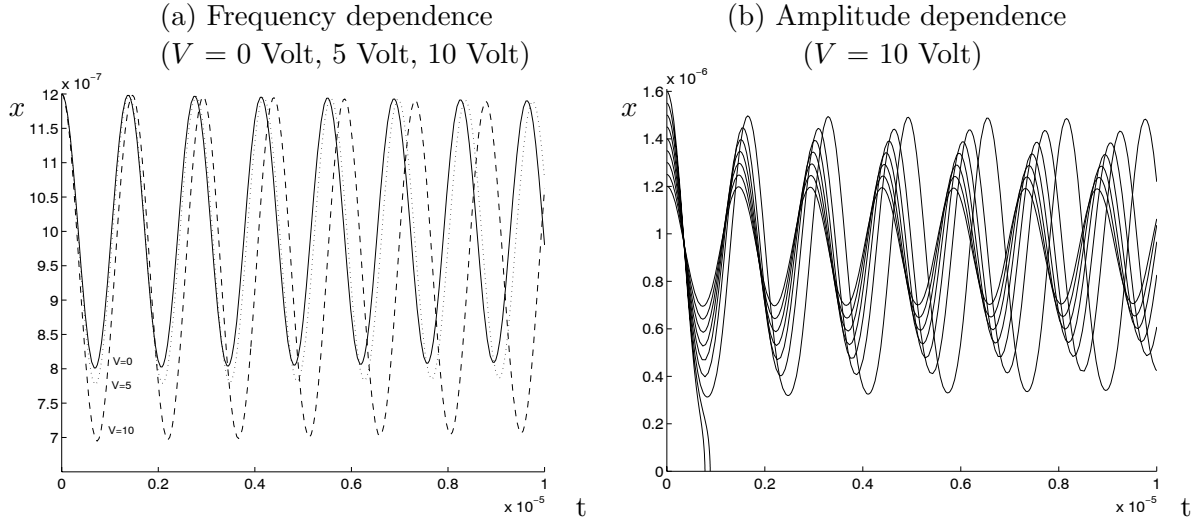 (a) Frequency dependence
(V = 0 Volt, 5 Volt, 10 Volt)
x 10⁻⁷
x
12
11.5
11
10.5
10
9.5
9
8.5
8
7.5
7
V=0
V=5
V=10
0
0.2
0.4
0.6
0.8
1
x 10⁻⁵
t
(b) Amplitude dependence
(V = 10 Volt)
x 10⁻⁶
x
1.6
1.4
1.2
1
0.8
0.6
0.4
0.2
0
0
0.2
0.4
0.6
0.8
1
x 10⁻⁵
t